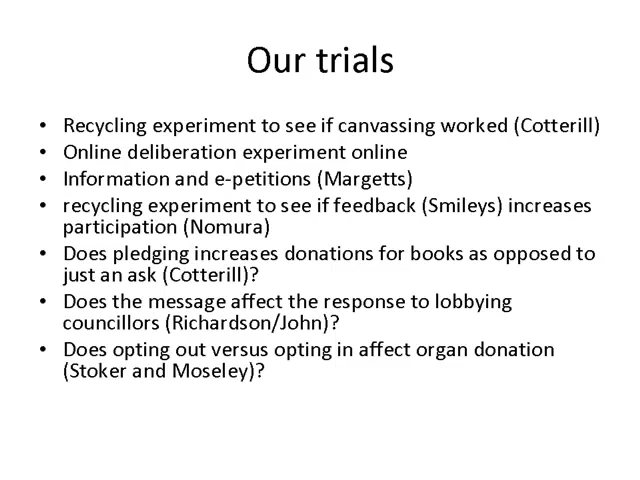 Our trials
• Recycling experiment to see if canvassing worked (Cotterill)
• Online deliberation experiment online
• Information and e-petitions (Margetts)
• recycling experiment to see if feedback (Smileys) increases
participation (Nomura)
• Does pledging increases donations for books as opposed to
just an ask (Cotterill)?
• Does the message affect the response to lobbying
councillors (Richardson/John)?
• Does opting out versus opting in affect organ donation
(Stoker and Moseley)?